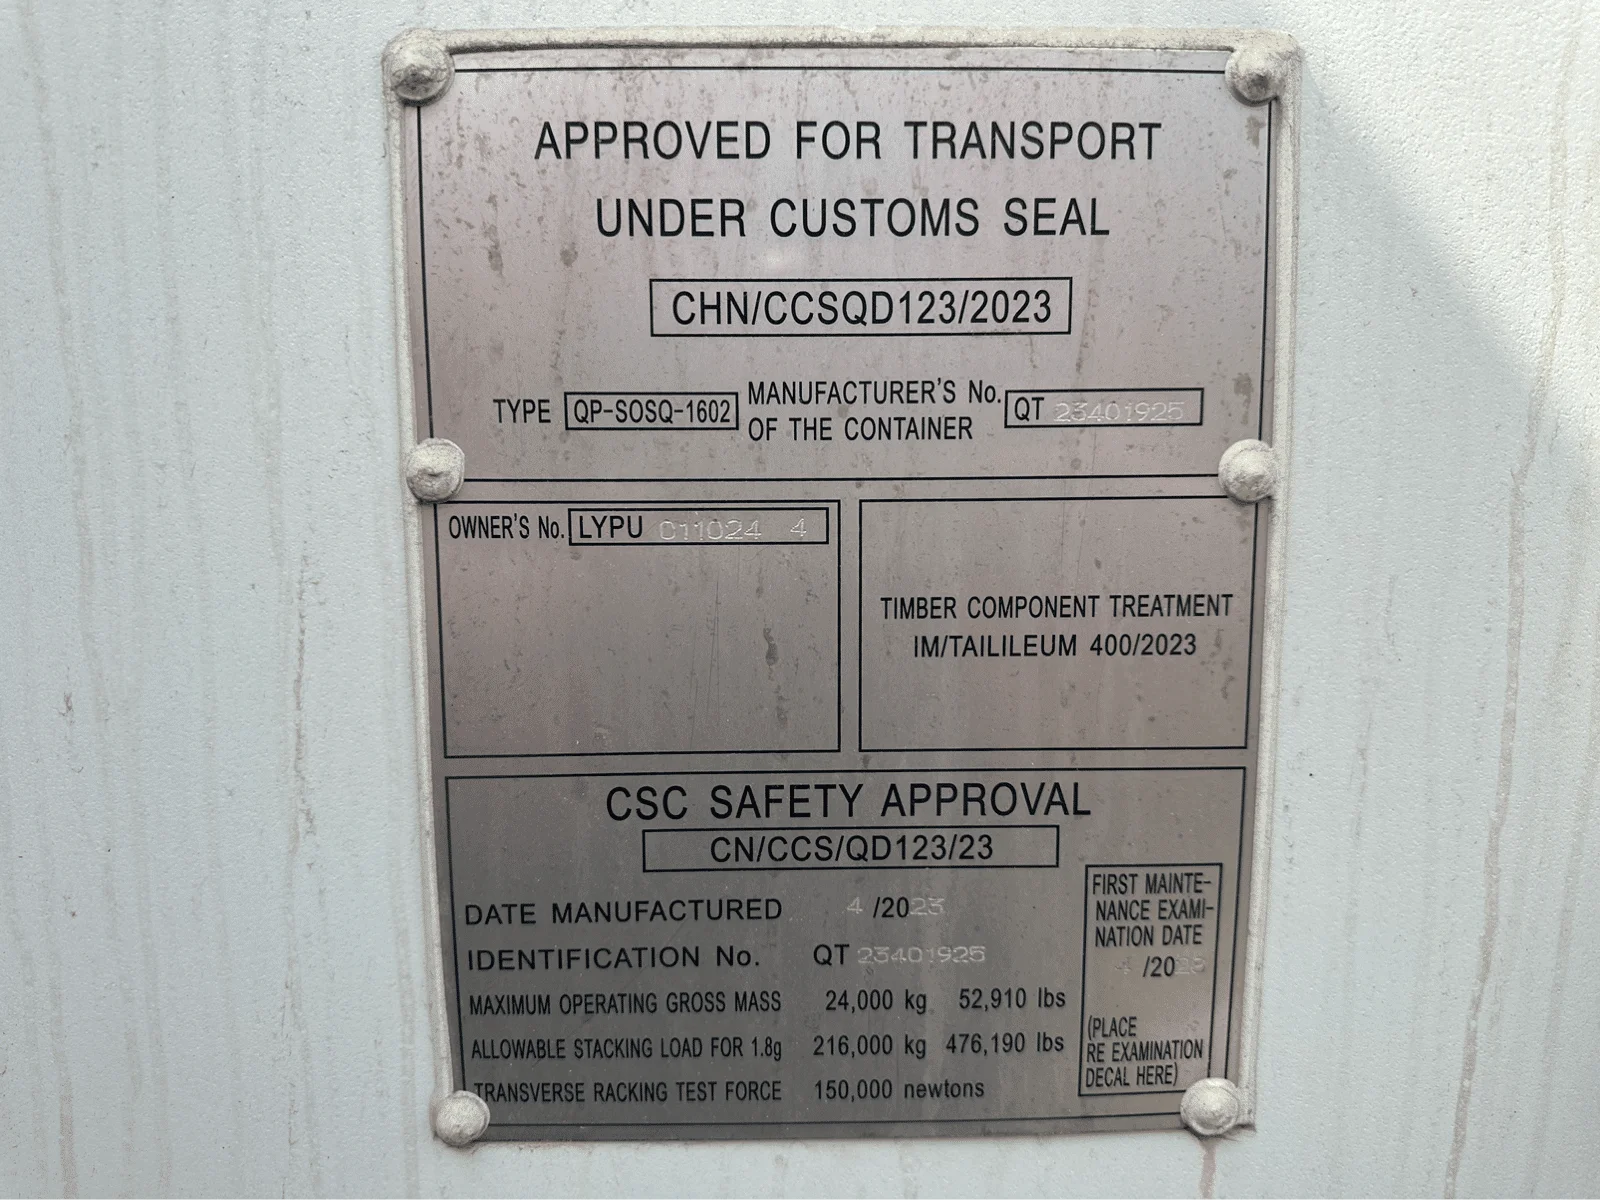 APPROVED FOR TRANSPORT
UNDER CUSTOMS SEAL
CHN/CCSQD123/2023
TYPE QP-SOSQ-1602 MANUFACTURER'S No. OF THE CONTAINER QT 23401925
OWNER'S No. LYPU 011024 4
TIMBER COMPONENT TREATMENT
IM/TAILILEUM 400/2023
CSC SAFETY APPROVAL
CN/CCS/QD123/23
DATE MANUFACTURED 4 /2023
IDENTIFICATION No. QT 23401925
MAXIMUM OPERATING GROSS MASS 24,000 kg 52,910 lbs
ALLOWABLE STACKING LOAD FOR 1.8g 216,000 kg 476,190 lbs
TRANSVERSE RACKING TEST FORCE 150,000 newtons
FIRST MAINTE-
NANCE EXAMI-
NATION DATE
4 /2028
(PLACE
RE EXAMINATION
DECAL HERE)